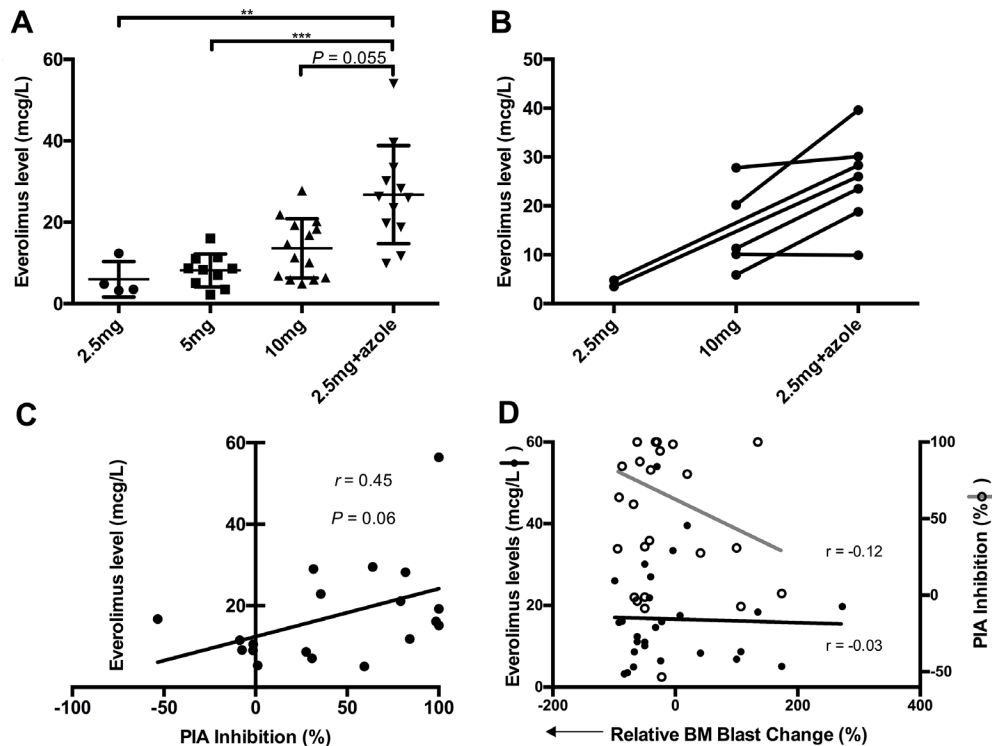 A
**
***
P = 0.055
Everolimus level (mcg/L)
60
40
20
0
2.5mg
5mg
10mg
2.5mg+azole
B
Everolimus level (mcg/L)
50
40
30
20
10
0
2.5mg
10mg
2.5mg+azole
C
Everolimus level (mcg/L)
60
40
20
r = 0.45
P = 0.06
-100
-50
0
50
100
PIA Inhibition (%)
D
Everolimus levels (mcg/L)
60
40
20
0
100
50
0
-50
PIA Inhibition (%)
r = -0.12
r = -0.03
-200
0
200
400
Relative BM Blast Change (%)